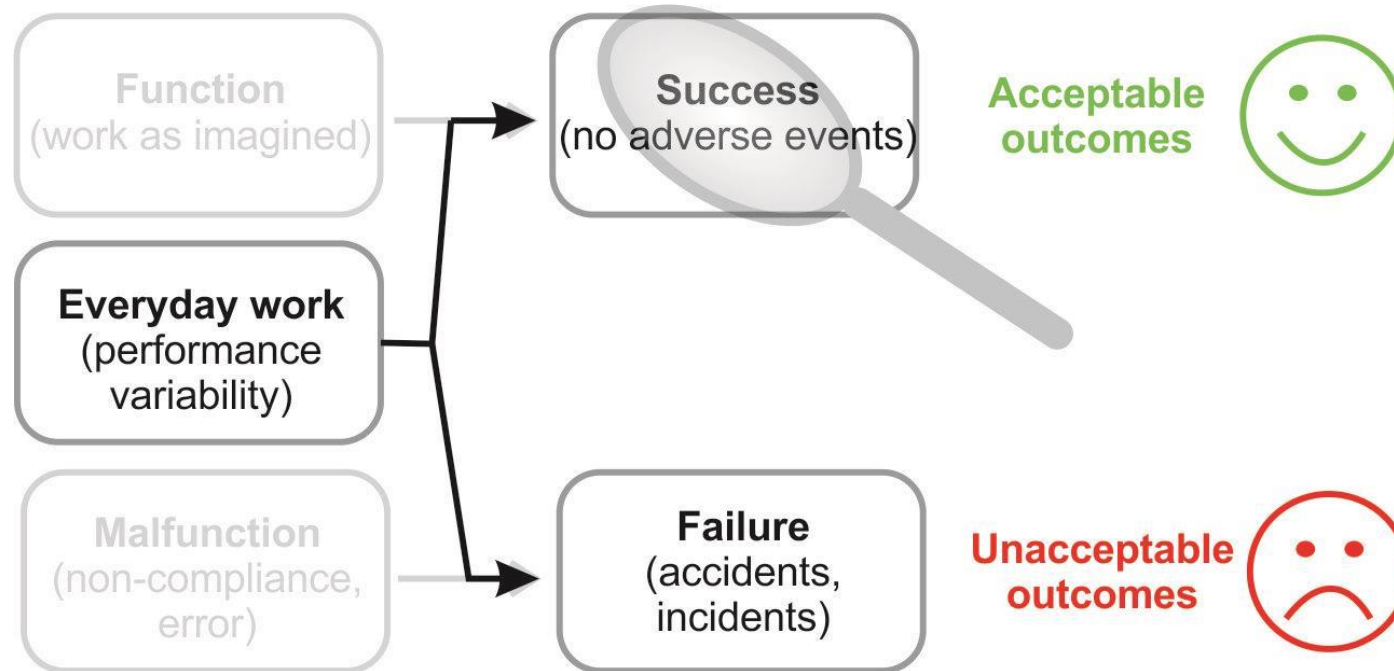 Function
(work as imagined)
Success
(no adverse events)
Acceptable
outcomes
Everyday work
(performance
variability)
Malfunction
(non-compliance,
error)
Failure
(accidents,
incidents)
Unacceptable
outcomes